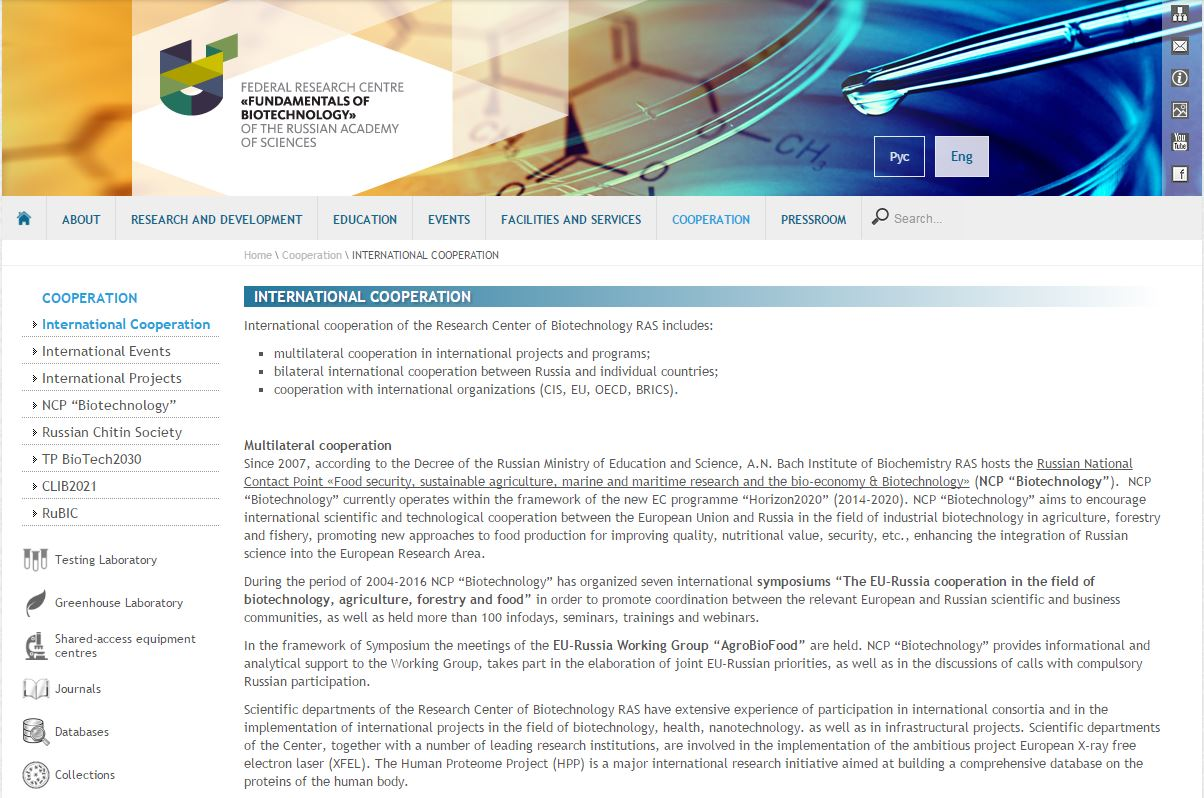 FEDERAL RESEARCH CENTRE
«FUNDAMENTALS OF
BIOTECHNOLOGY»
OF THE RUSSIAN ACADEMY
OF SCIENCES
CH3
Рус
Eng
You
Tube
f
ABOUT
RESEARCH AND DEVELOPMENT
EDUCATION
EVENTS
FACILITIES AND SERVICES
COOPERATION
PRESSROOM
Search...
Home \ Cooperation \ INTERNATIONAL COOPERATION
COOPERATION
International Cooperation
International Events
International Projects
NCP “Biotechnology”
Russian Chitin Society
TP BioTech2030
CLIB2021
RuBIC
Testing Laboratory
Greenhouse Laboratory
Shared-access equipment
centres
Journals
Databases
Collections
INTERNATIONAL COOPERATION
International cooperation of the Research Center of Biotechnology RAS includes:
multilateral cooperation in international projects and programs;
bilateral international cooperation between Russia and individual countries;
cooperation with international organizations (CIS, EU, OECD, BRICS).
Multilateral cooperation
Since 2007, according to the Decree of the Russian Ministry of Education and Science, A.N. Bach Institute of Biochemistry RAS hosts the Russian National
Contact Point «Food security, sustainable agriculture, marine and maritime research and the bio-economy & Biotechnology» (NCP “Biotechnology”). NCP
“Biotechnology” currently operates within the framework of the new EC programme “Horizon2020” (2014-2020). NCP “Biotechnology” aims to encourage
international scientific and technological cooperation between the European Union and Russia in the field of industrial biotechnology in agriculture, forestry
and fishery, promoting new approaches to food production for improving quality, nutritional value, security, etc., enhancing the integration of Russian
science into the European Research Area.
During the period of 2004-2016 NCP “Biotechnology” has organized seven international symposiums “The EU-Russia cooperation in the field of
biotechnology, agriculture, forestry and food” in order to promote coordination between the relevant European and Russian scientific and business
communities, as well as held more than 100 infodays, seminars, trainings and webinars.
In the framework of Symposium the meetings of the EU-Russia Working Group “AgroBioFood” are held. NCP “Biotechnology” provides informational and
analytical support to the Working Group, takes part in the elaboration of joint EU-Russian priorities, as well as in the discussions of calls with compulsory
Russian participation.
Scientific departments of the Research Center of Biotechnology RAS have extensive experience of participation in international consortia and in the
implementation of international projects in the field of biotechnology, health, nanotechnology. as well as in infrastructural projects. Scientific departments
of the Center, together with a number of leading research institutions, are involved in the implementation of the ambitious project European X-ray free
electron laser (XFEL). The Human Proteome Project (HPP) is a major international research initiative aimed at building a comprehensive database on the
proteins of the human body.